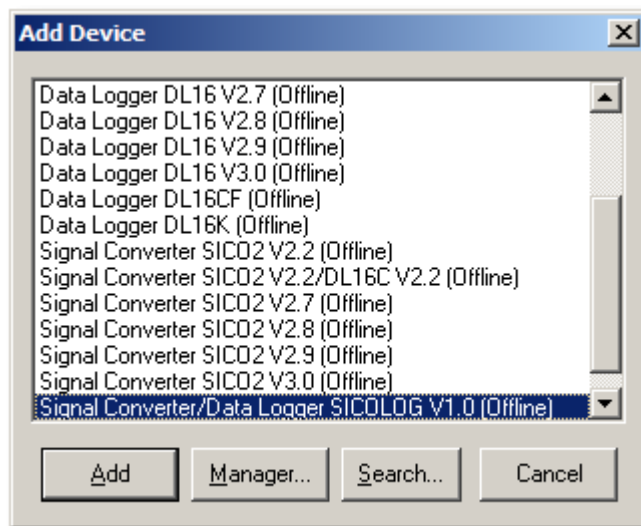 Add Device
Data Logger DL16 V2.7 (Offline)
Data Logger DL16 V2.8 (Offline)
Data Logger DL16 V2.9 (Offline)
Data Logger DL16 V3.0 (Offline)
Data Logger DL16CF (Offline)
Data Logger DL16K (Offline)
Signal Converter SICO2 V2.2 (Offline)
Signal Converter SICO2 V2.2/DL16C V2.2 (Offline)
Signal Converter SICO2 V2.7 (Offline)
Signal Converter SICO2 V2.8 (Offline)
Signal Converter SICO2 V2.9 (Offline)
Signal Converter SICO2 V3.0 (Offline)
Signal Converter/Data Logger SICOLOG V1.0 (Offline)
Add Manager... Search... Cancel